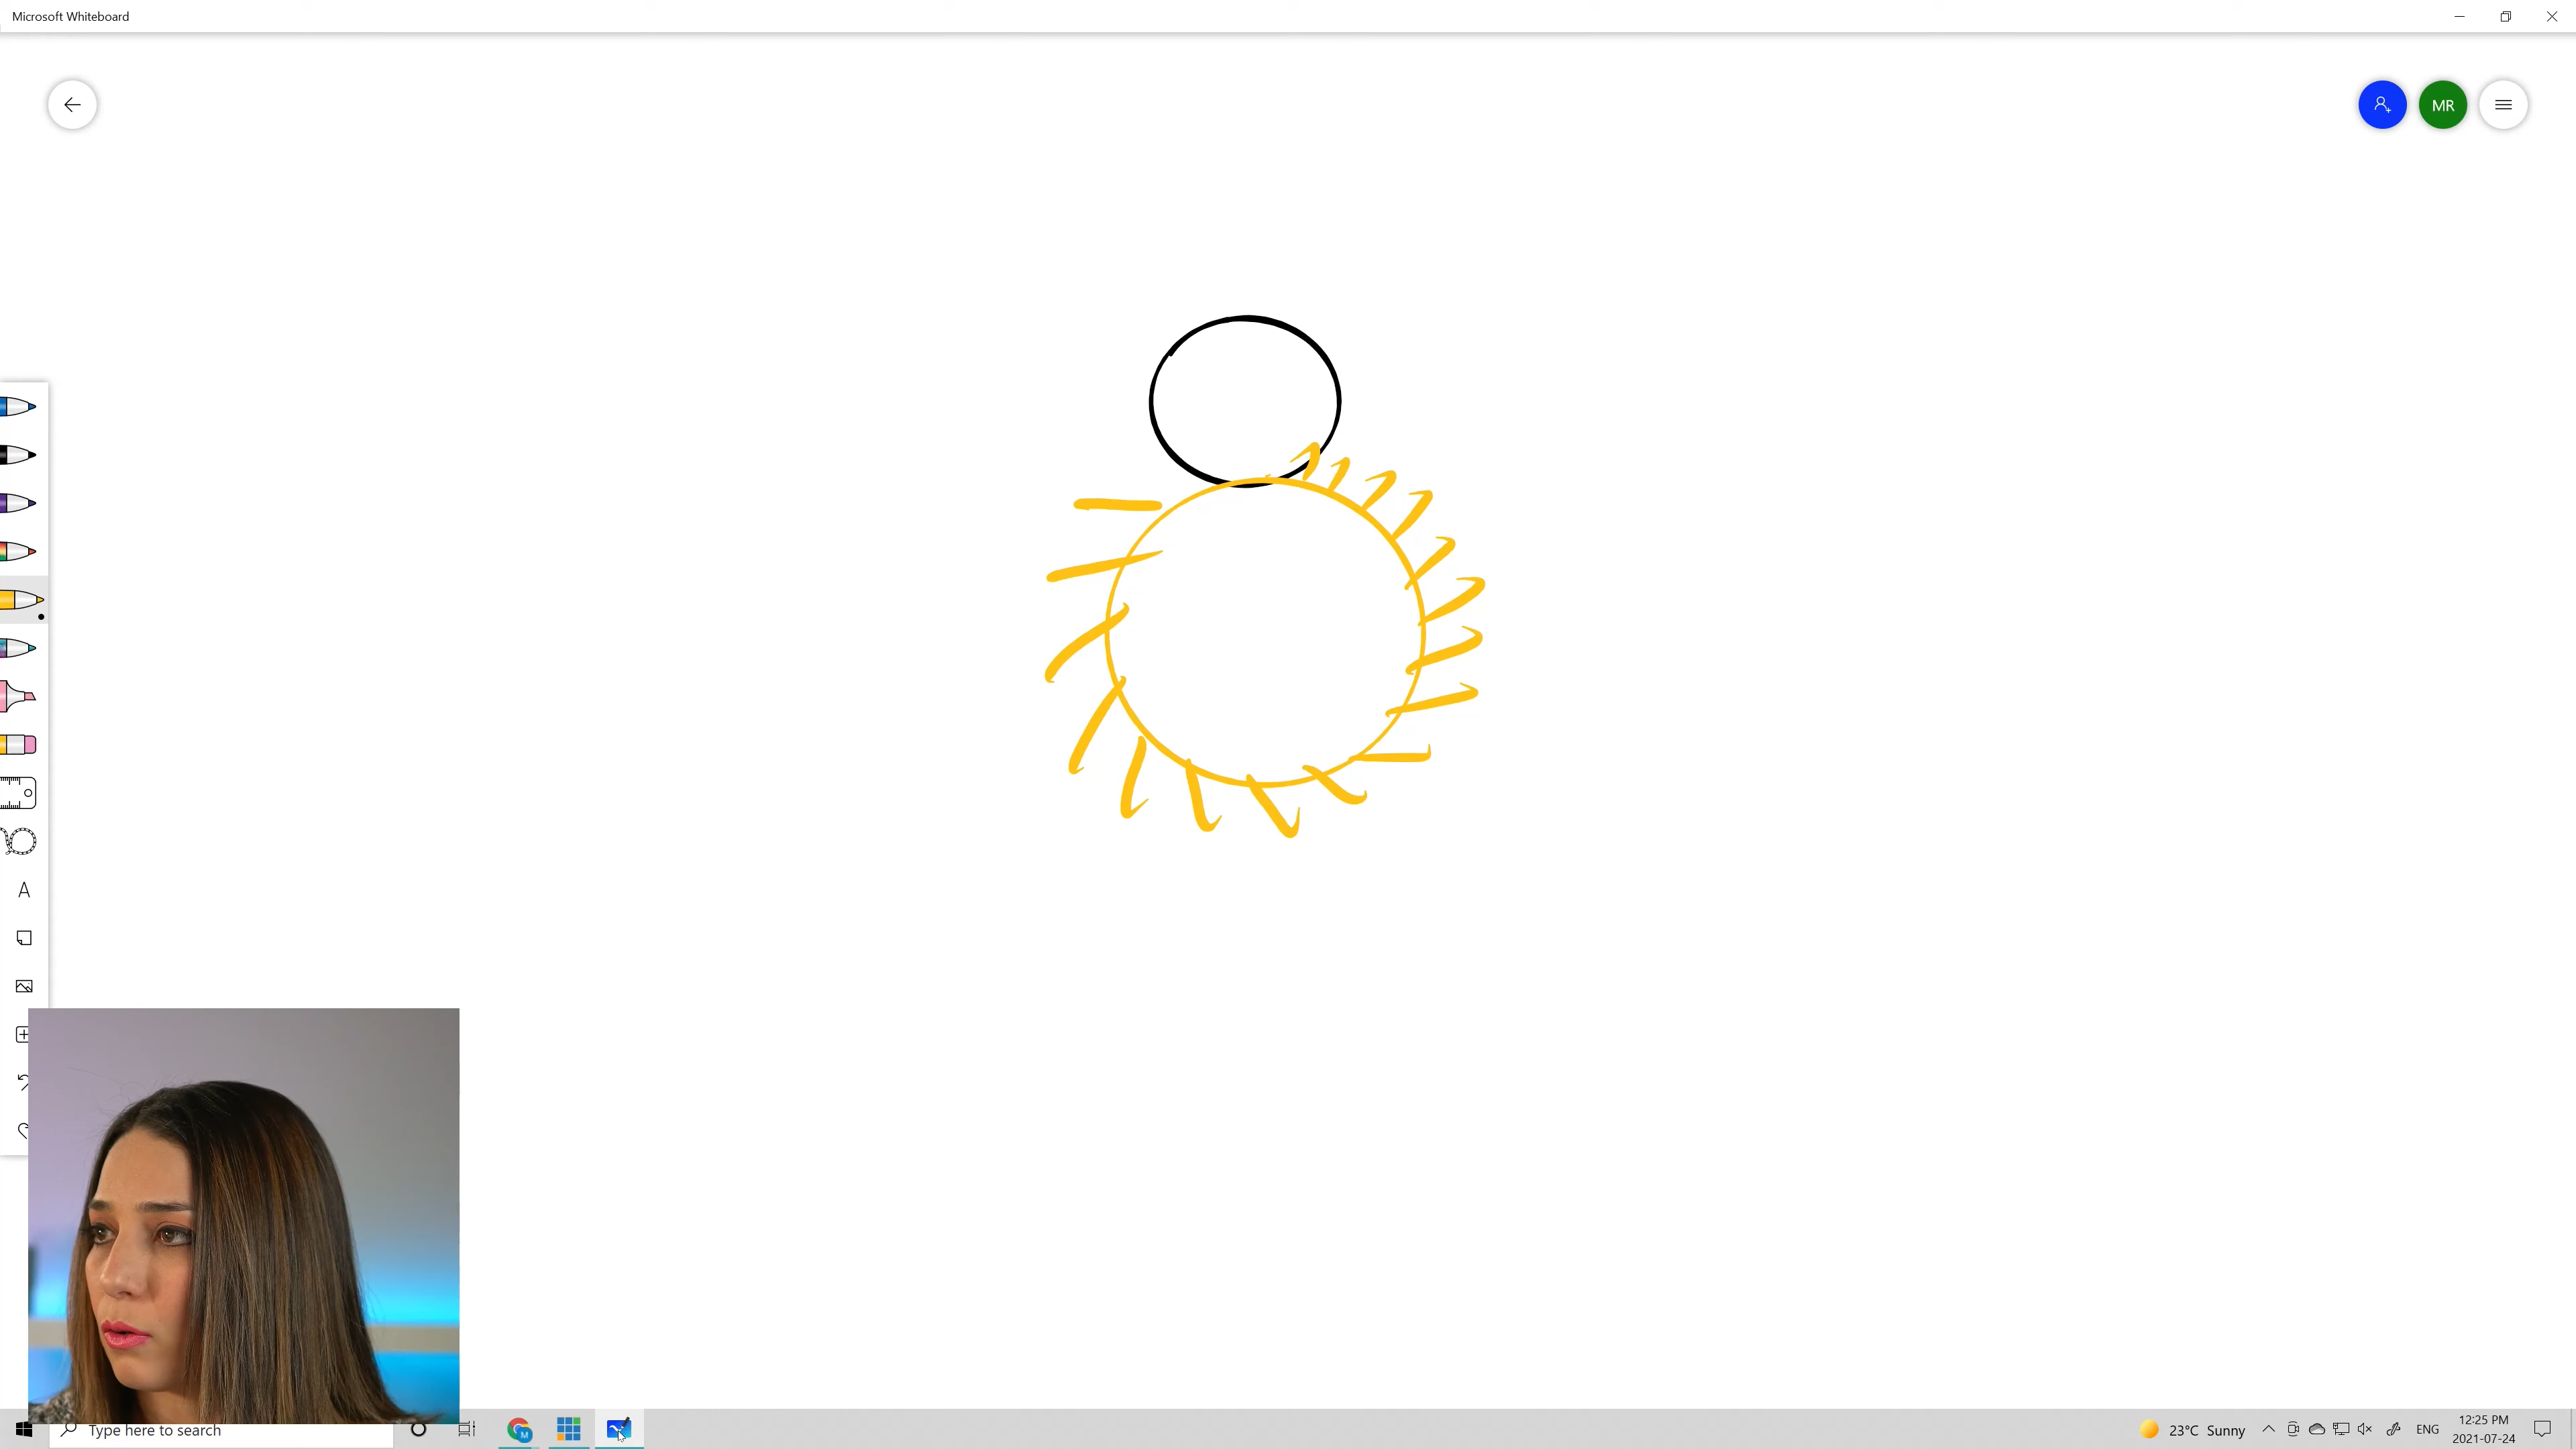 Microsoft Whiteboard
MR
A
Type here to search
M
23°C Sunny
ENG
12:25 PM
2021-07-24